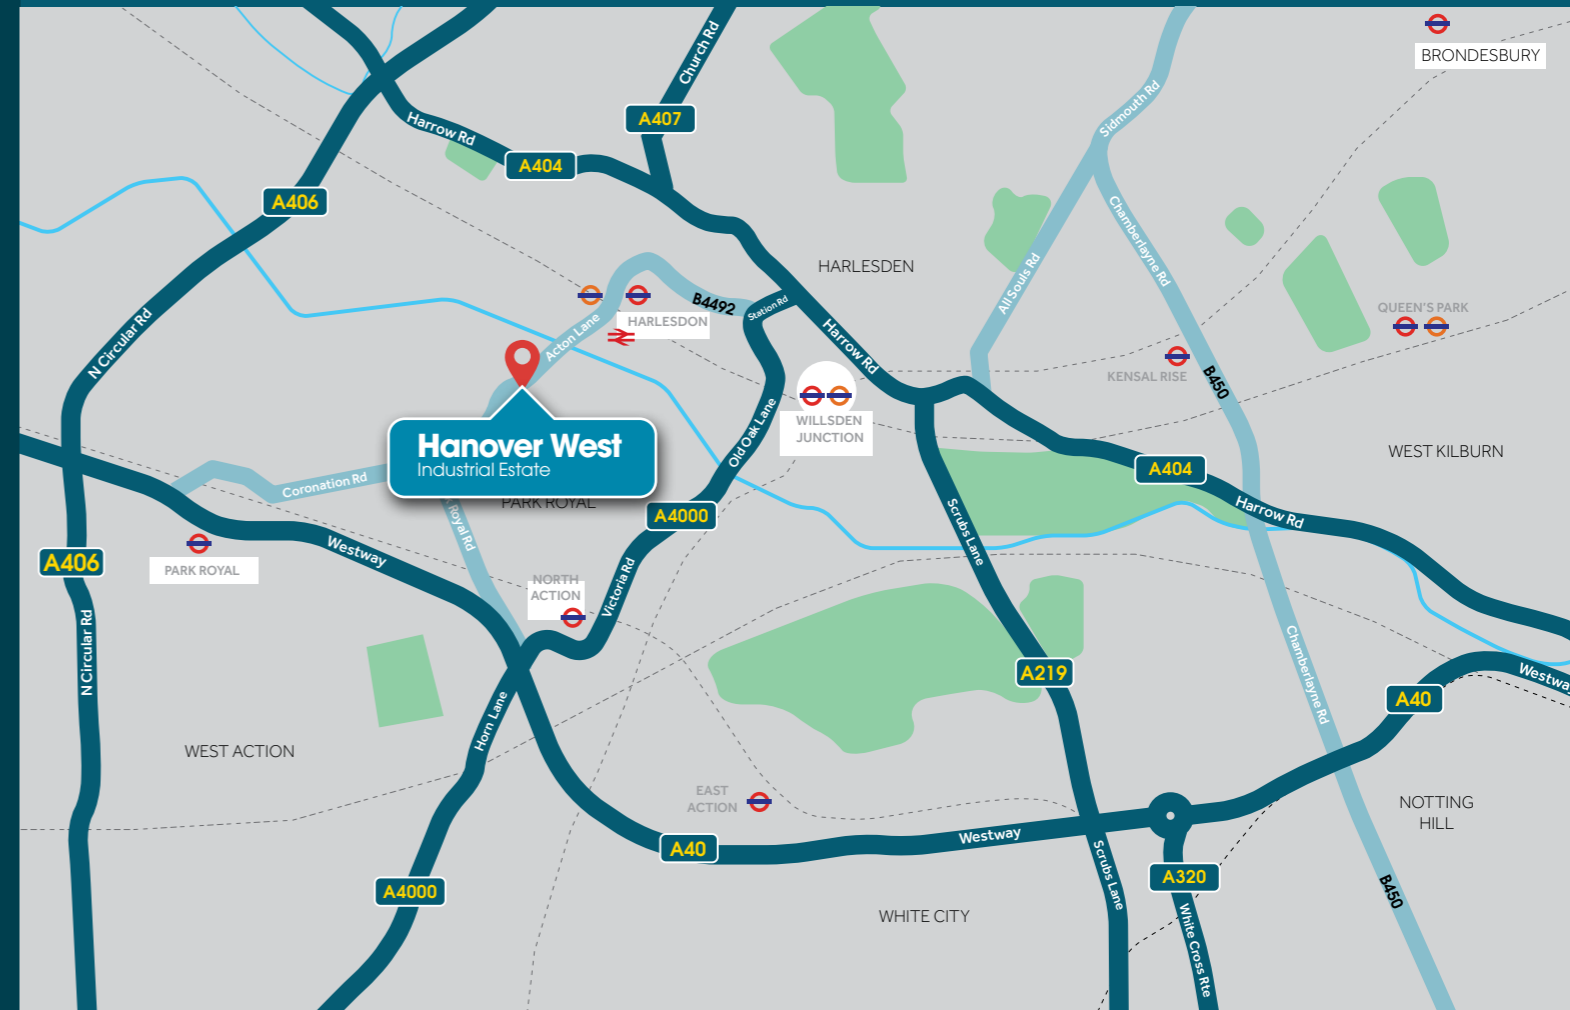 BRONDESBURY
Church Rd
A407
Harrow Rd
A404
Sidmouth Rd
A406
Chamberlayne Rd
HARLESDEN
All Souls Rd
B4492
Station Rd
HARLESDON
QUEEN'S PARK
N Circular Rd
Acton Lane
Harrow Rd
KENSAL RISE
B450
Hanover West
Industrial Estate
WILLSDEN
JUNCTION
Old Oak Lane
WEST KILBURN
A404
Coronation Rd
PARK ROYAL
A4000
Harrow Rd
Royal Rd
Scrubs Lane
Westway
A406
PARK ROYAL
NORTH
ACTION
Victoria Rd
N Circular Rd
A219
Chamberlayne Rd
Westway
A40
Horn Lane
WEST ACTION
EAST
ACTION
NOTTING
HILL
Westway
A40
Scrubs Lane
A320
A4000
B450
WHITE CITY
White Cross Rte